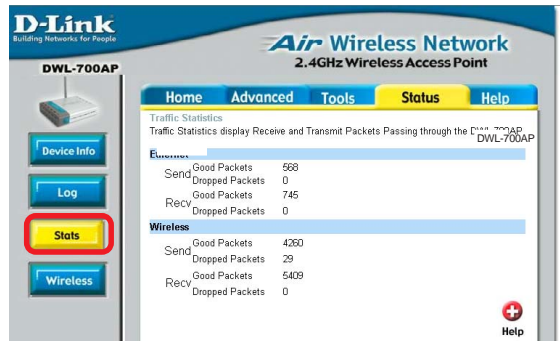 D-Link
Building Networks for People
Air Wireless Network
2.4GHz Wireless Access Point
DWL-700AP
Home Advanced Tools Status Help
Traffic Statistics
Traffic Statistics display Receive and Transmit Packets Passing through the
DWL-700AP
Device Info
Log
Stats
Wireless
Ethernet
Send Good Packets 568
Dropped Packets 0
Recv Good Packets 745
Dropped Packets 0
Wireless
Send Good Packets 4260
Dropped Packets 29
Recv Good Packets 5409
Dropped Packets 0
Help